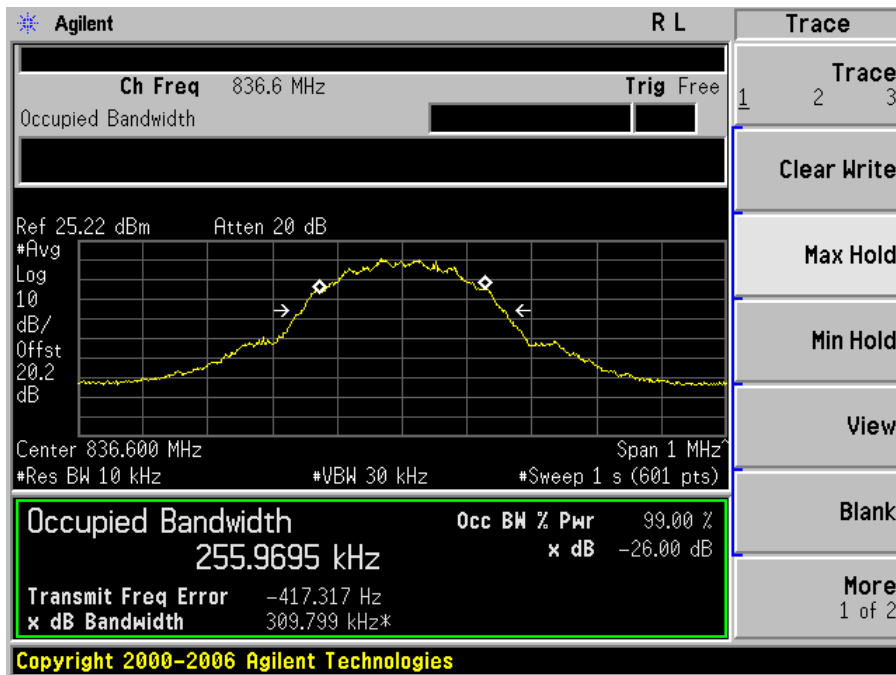 Agilent R L Trace
Ch Freq 836.6 MHz Trig Free
Occupied Bandwidth
Trace
1 2 3
Clear Write
Max Hold
Min Hold
View
Blank
More
1 of 2
Ref 25.22 dBm Atten 20 dB
#Avg
Log
10
dB/
Offst
20.2
dB
Center 836.600 MHz Span 1 MHz^
#Res BW 10 kHz #VBW 30 kHz #Sweep 1 s (601 pts)
Occupied Bandwidth Occ BW % Pwr 99.00 %
255.9695 kHz x dB -26.00 dB
Transmit Freq Error -417.317 Hz
x dB Bandwidth 309.799 kHz*
Copyright 2000-2006 Agilent Technologies